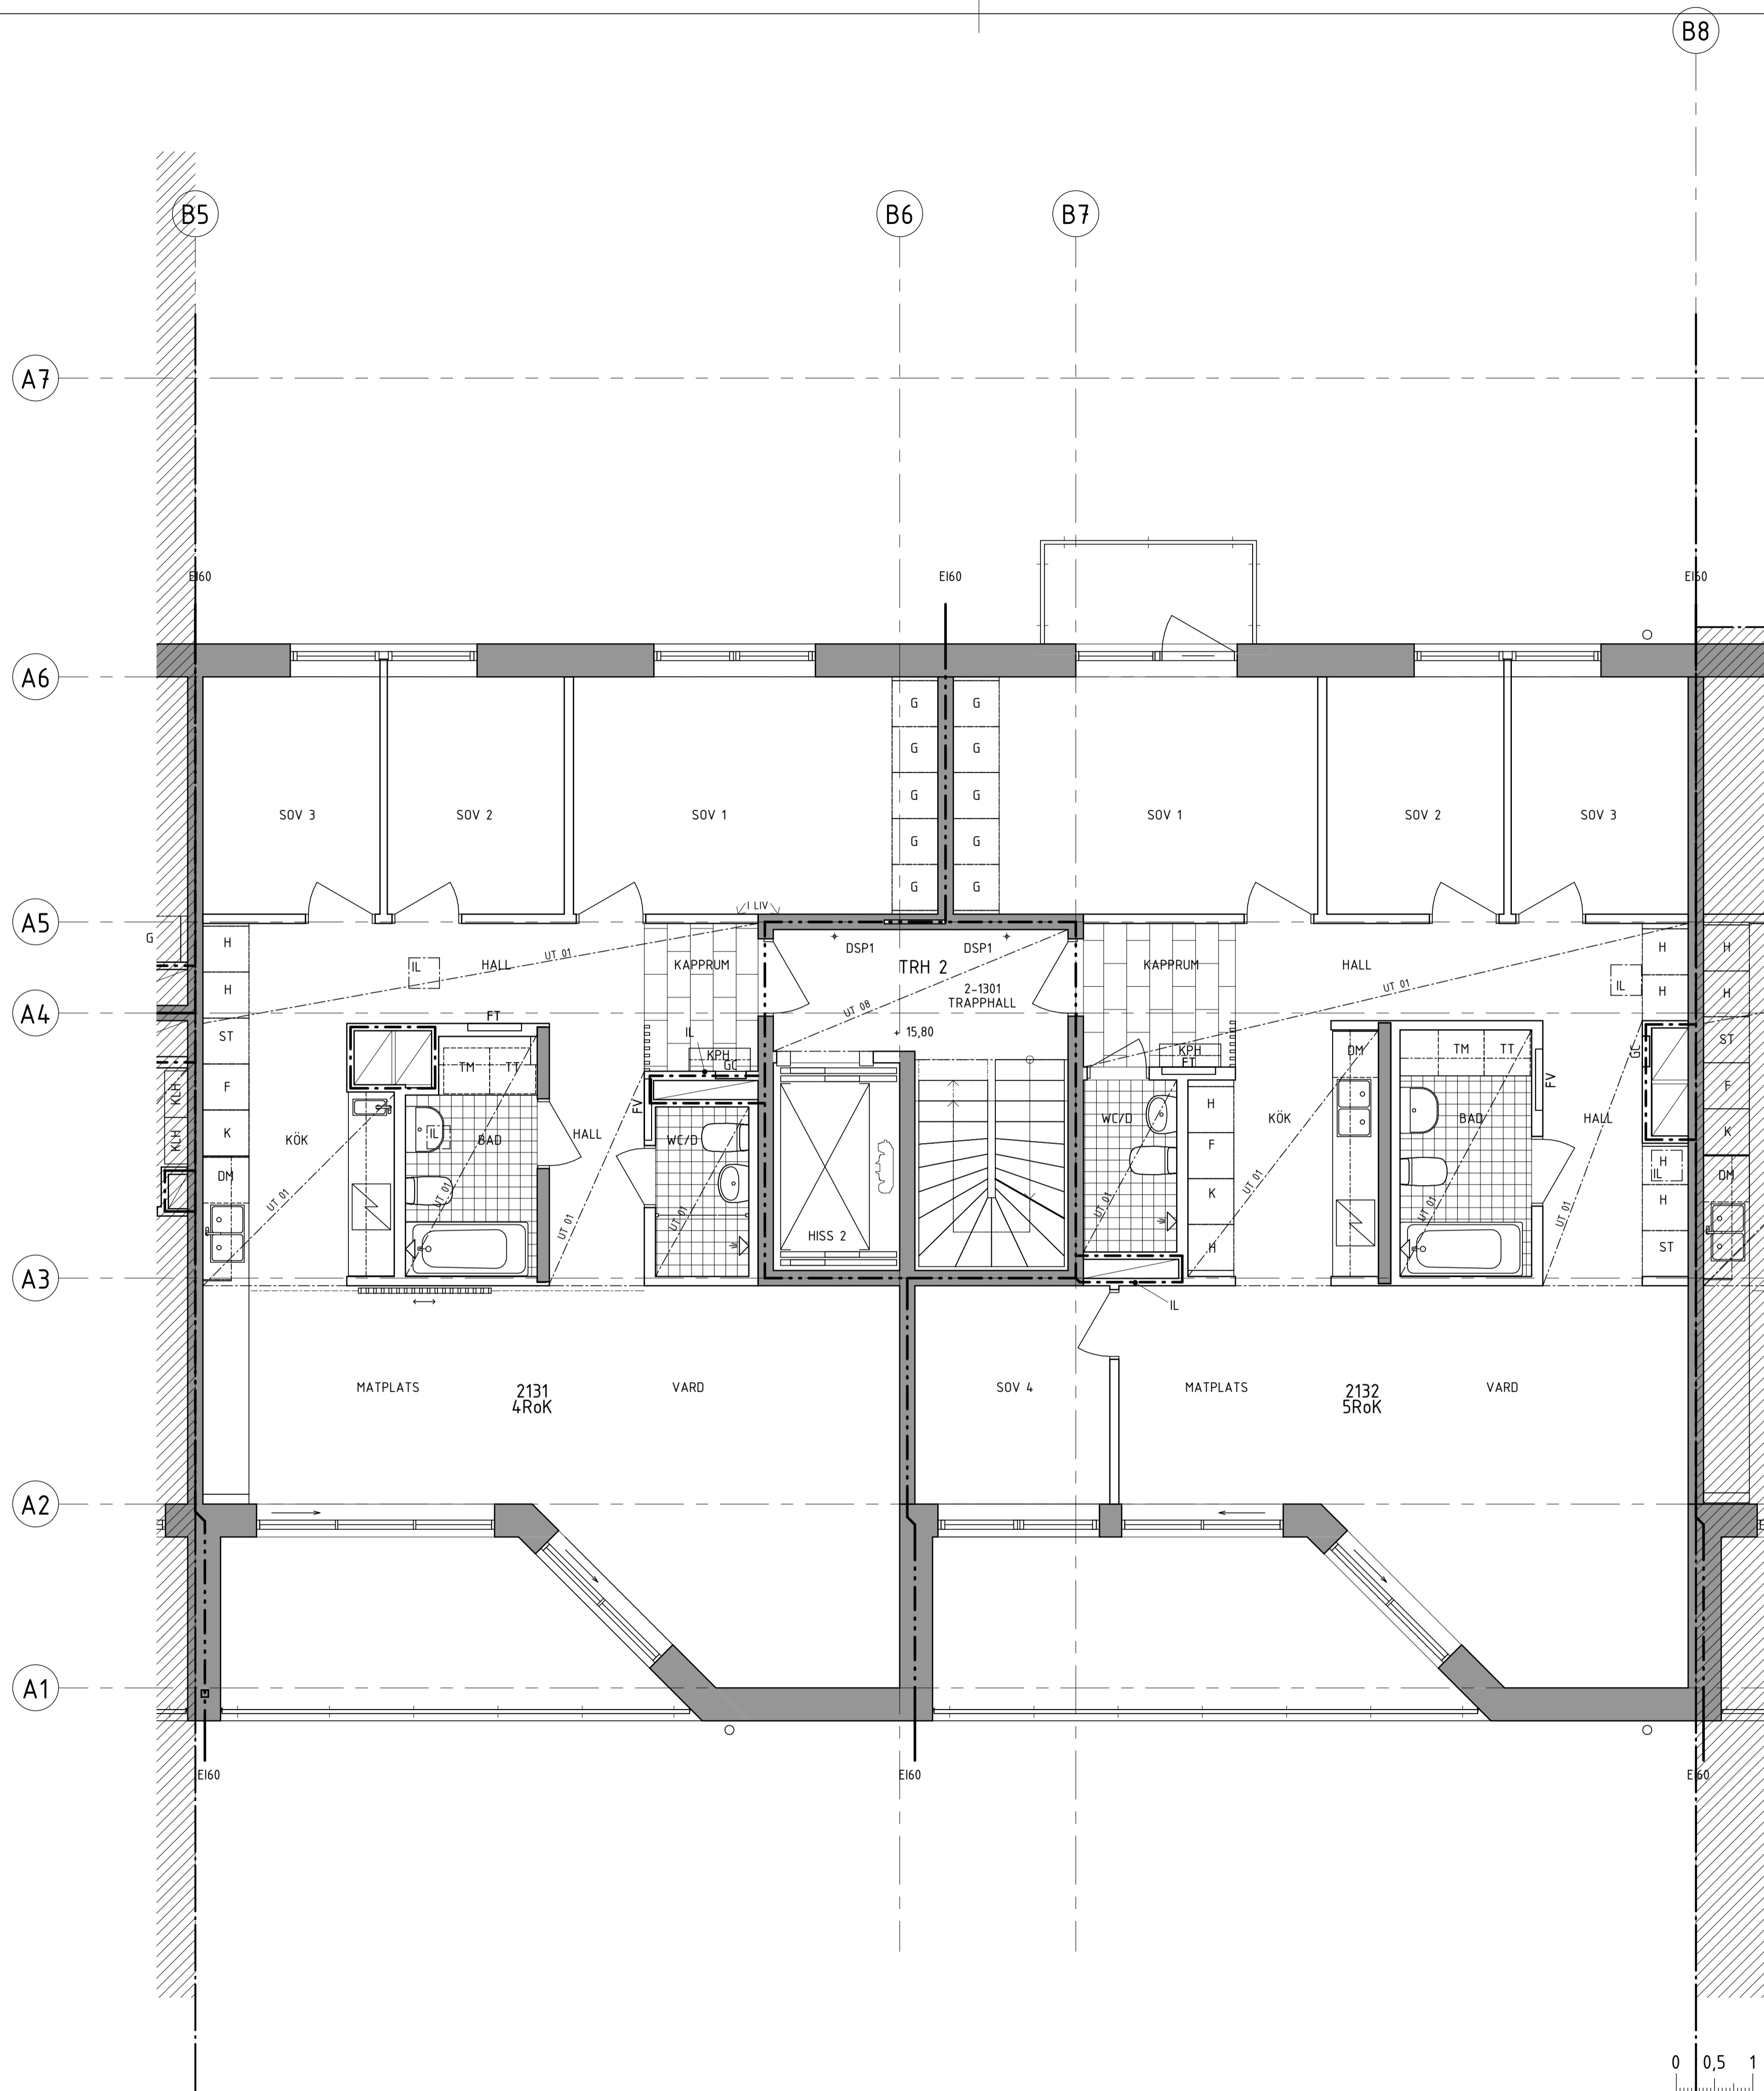 B8
B5
B6
B7
A7
EI60
EI60
EI60
A6
G
G
G
G
G
G
SOV 3
SOV 2
SOV 1
G
G
SOV 1
SOV 2
SOV 3
G
G
I LIV
A5
G
H
HALL
UT 01
IL
KAPPRUM
DSP1
DSP1
TRH 2
2-1301
TRAPPHALL
UT 08
+ 15,80
KAPPRUM
HALL
UT 01
H
IL
H
H
H
A4
H
ST
FT
IL
KPH
GC
KPH
FT
DM
TM
TT
GC
ST
KLH
F
TM
TT
FV
H
FV
F
KLH
K
KÖK
IL
BAD
HALL
WC/D
WC/D
F
KÖK
BAD
HALL
K
DM
UT 01
UT 01
UT 01
UT 01
UT 01
K
UT 01
UT 01
UT 01
H
IL
H
DM
HISS 2
H
ST
A3
IL
MATPLATS
2131
4RoK
VARD
SOV 4
MATPLATS
2132
5RoK
VARD
A2
A1
EI60
EI60
EI60
0
0,5
1